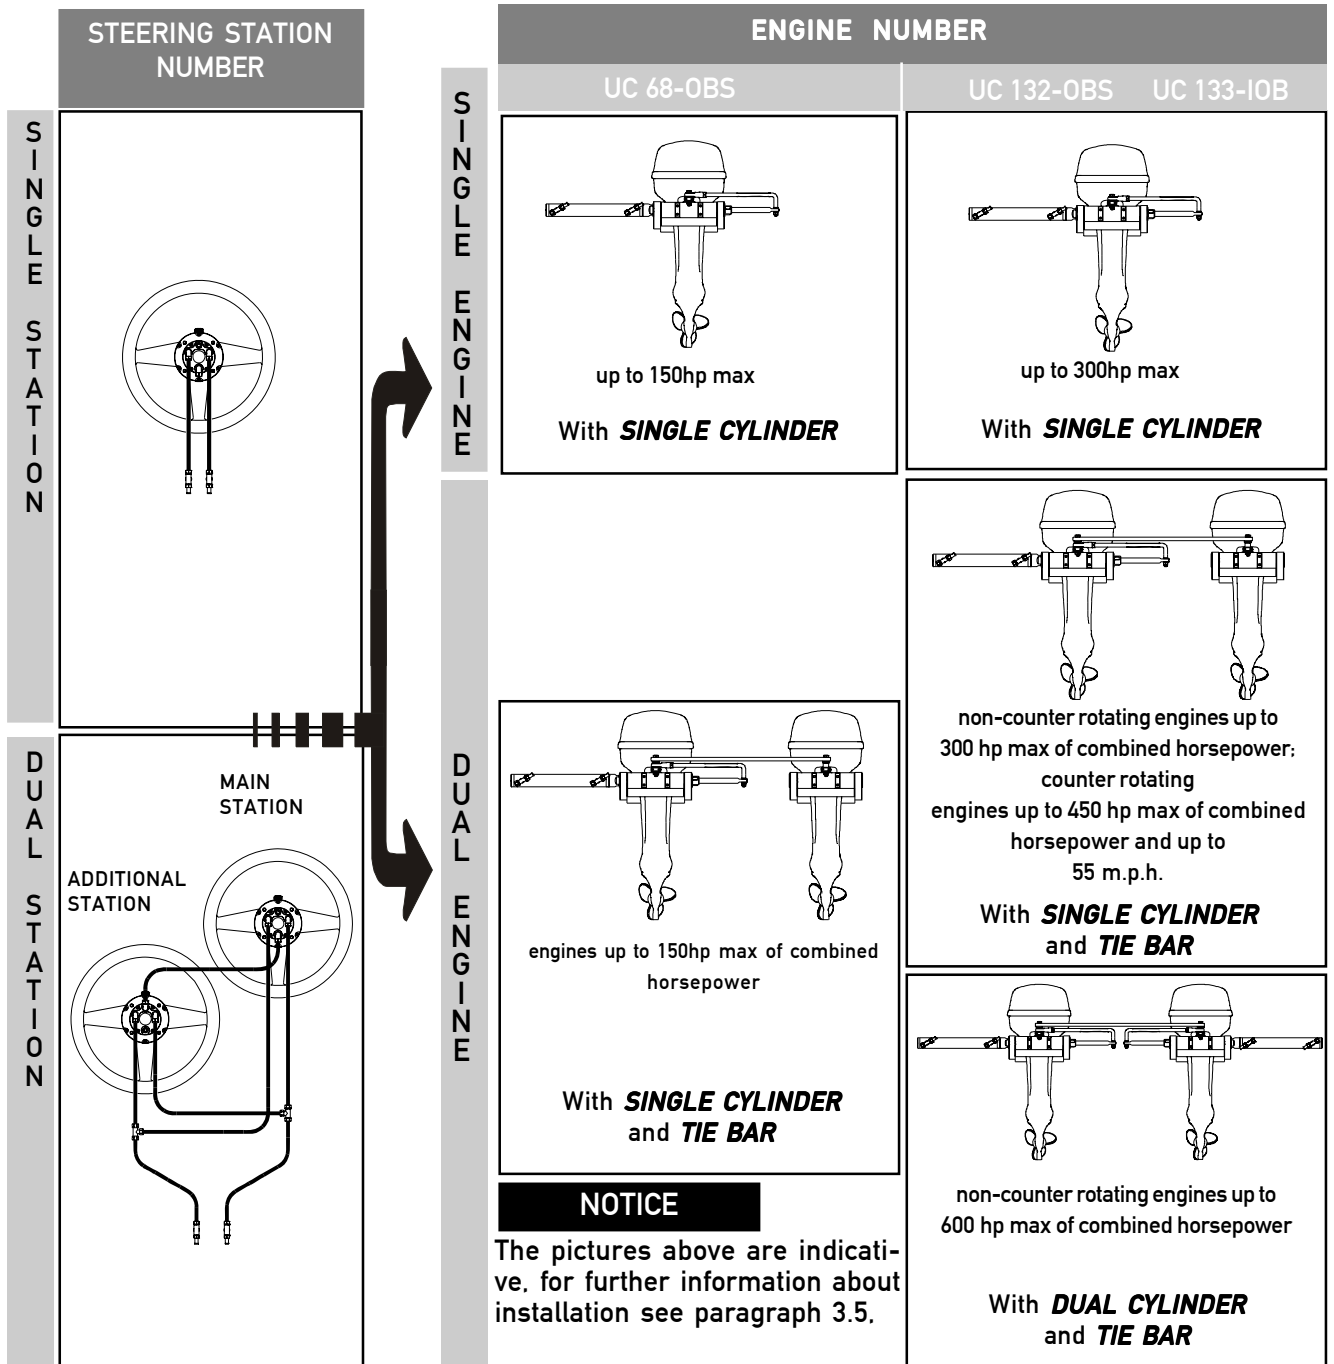 STEERING STATION
NUMBER
ENGINE NUMBER
UC 68-OBS
UC 132-OBS UC 133-IOB
SINGLE STATION
SINGLE ENGINE
up to 150hp max
With SINGLE CYLINDER
up to 300hp max
With SINGLE CYLINDER
DUAL STATION
MAIN
STATION
ADDITIONAL
STATION
DUAL ENGINE
engines up to 150hp max of combined
horsepower
With SINGLE CYLINDER
and TIE BAR
non-counter rotating engines up to
300 hp max of combined horsepower;
counter rotating
engines up to 450 hp max of combined
horsepower and up to
55 m.p.h.
With SINGLE CYLINDER
and TIE BAR
non-counter rotating engines up to
600 hp max of combined horsepower
With DUAL CYLINDER
and TIE BAR
NOTICE
The pictures above are indicati-
ve, for further information about
installation see paragraph 3.5,